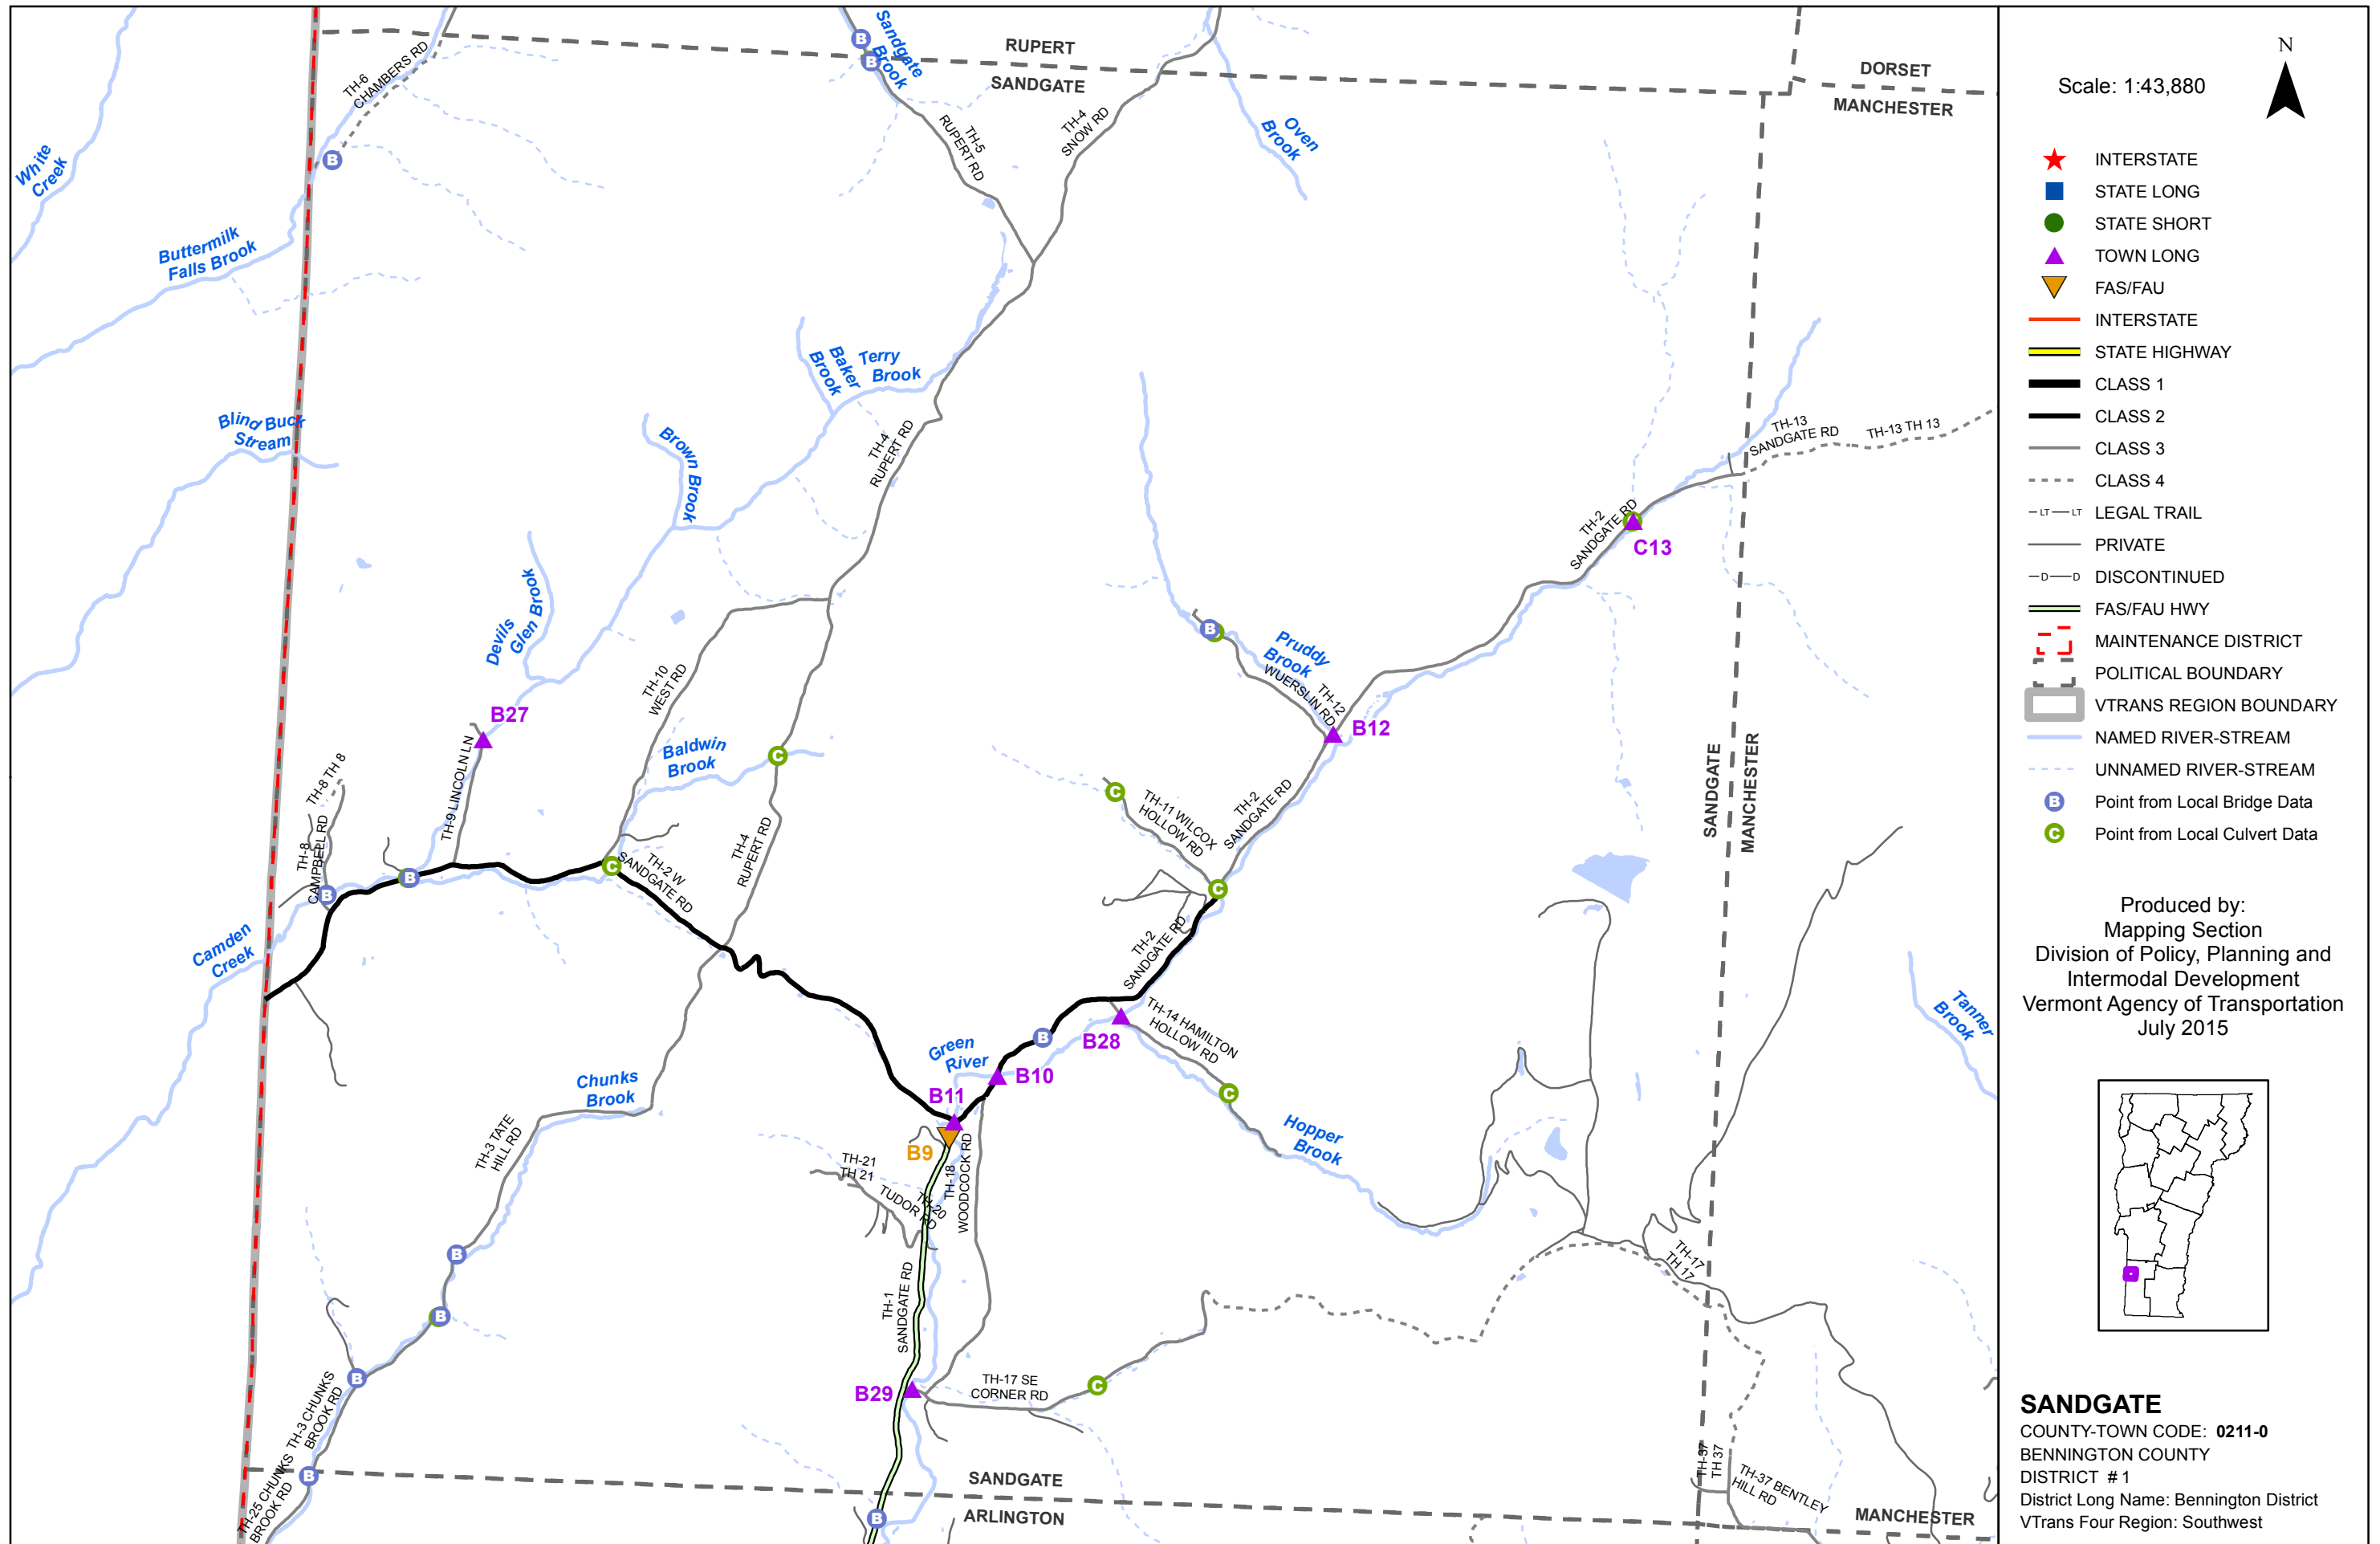 RUPERT
SANDGATE
DORSET
MANCHESTER
TH-6
CHAMBERS RD
Sandgate
Brook
TH-5
RUPERT RD
TH-4
SNOW RD
Oven
Brook
White
Creek
Buttermilk
Falls Brook
Blind Buck
Stream
Baker
Brook
Terry
Brook
Brown Brook
TH-4
RUPERT RD
TH-13
SANDGATE RD
TH-13 TH 13
TH-2
SANDGATE RD
C13
Devils
Glen Brook
Pruddy
Brook
TH-12
WUERSLIN RD
B12
TH-10
WEST RD
B27
Baldwin
Brook
TH-9 LINCOLN LN
TH-8 TH 8
TH-8
CAMPBELL RD
TH-4
RUPERT RD
TH-2 W
SANDGATE RD
TH-11 WILCOX
HOLLOW RD
TH-2
SANDGATE RD
SANDGATE
MANCHESTER
Camden
Creek
TH-2
SANDGATE RD
TH-14 HAMILTON
HOLLOW RD
B28
Green
River
B10
B11
B9
Chunks
Brook
Hopper
Brook
Tanner
Brook
TH-3 TATE
HILL RD
TH-21
TH 21
TH-20
TUDOR RD
TH-18
WOODCOCK RD
TH-1
SANDGATE RD
TH-17
TH 17
B29
TH-17 SE
CORNER RD
TH-3 CHUNKS
BROOK RD
TH-25 CHUNKS
BROOK RD
TH-37
TH 37
TH-37 BENTLEY
HILL RD
SANDGATE
ARLINGTON
MANCHESTER
B
B
B
B
B
B
B
B
B
B
B
B
C
C
C
C
C
C
N
Scale: 1:43,880
INTERSTATE
STATE LONG
STATE SHORT
TOWN LONG
FAS/FAU
INTERSTATE
STATE HIGHWAY
CLASS 1
CLASS 2
CLASS 3
CLASS 4
LT LT LEGAL TRAIL
PRIVATE
D D DISCONTINUED
FAS/FAU HWY
MAINTENANCE DISTRICT
POLITICAL BOUNDARY
VTRANS REGION BOUNDARY
NAMED RIVER-STREAM
UNNAMED RIVER-STREAM
B Point from Local Bridge Data
C Point from Local Culvert Data
Produced by:
Mapping Section
Division of Policy, Planning and
Intermodal Development
Vermont Agency of Transportation
July 2015
SANDGATE
COUNTY-TOWN CODE: 0211-0
BENNINGTON COUNTY
DISTRICT # 1
District Long Name: Bennington District
VTrans Four Region: Southwest